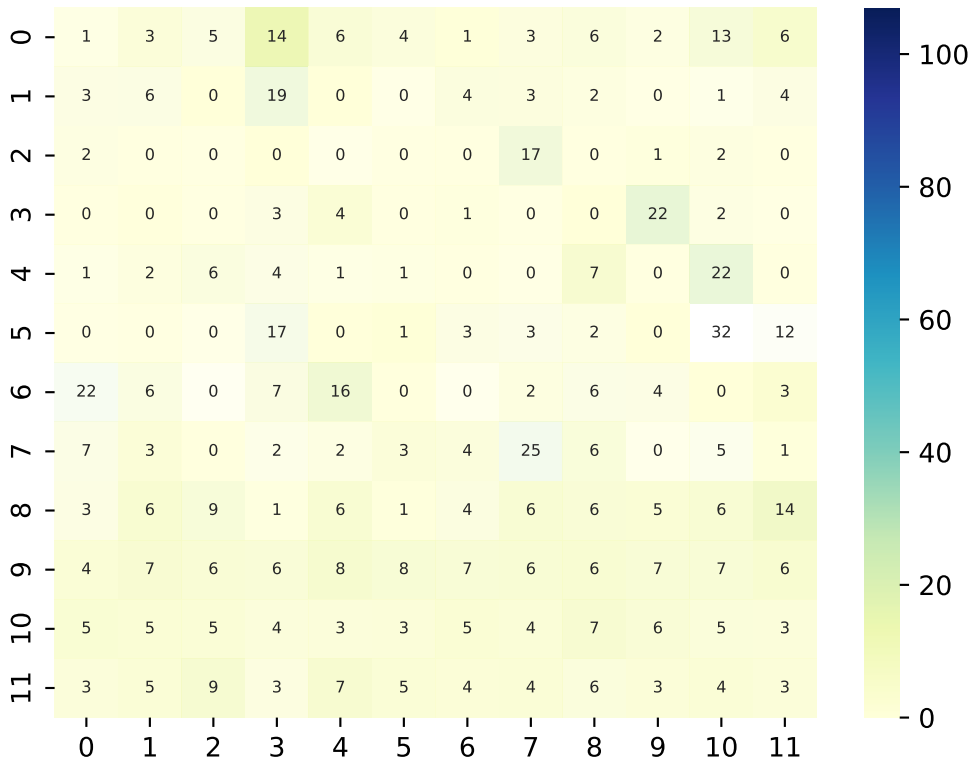 0 1 3 5 14 6 4 1 3 6 2 13 6
1 3 6 0 19 0 0 4 3 2 0 1 4
2 2 0 0 0 0 0 0 17 0 1 2 0
3 0 0 0 3 4 0 1 0 0 22 2 0
4 1 2 6 4 1 1 0 0 7 0 22 0
5 0 0 0 17 0 1 3 3 2 0 32 12
6 22 6 0 7 16 0 0 2 6 4 0 3
7 7 3 0 2 2 3 4 25 6 0 5 1
8 3 6 9 1 6 1 4 6 6 5 6 14
9 4 7 6 6 8 8 7 6 6 7 7 6
10 5 5 5 4 3 3 5 4 7 6 5 3
11 3 5 9 3 7 5 4 4 6 3 4 3
0 1 2 3 4 5 6 7 8 9 10 11
100
80
60
40
20
0